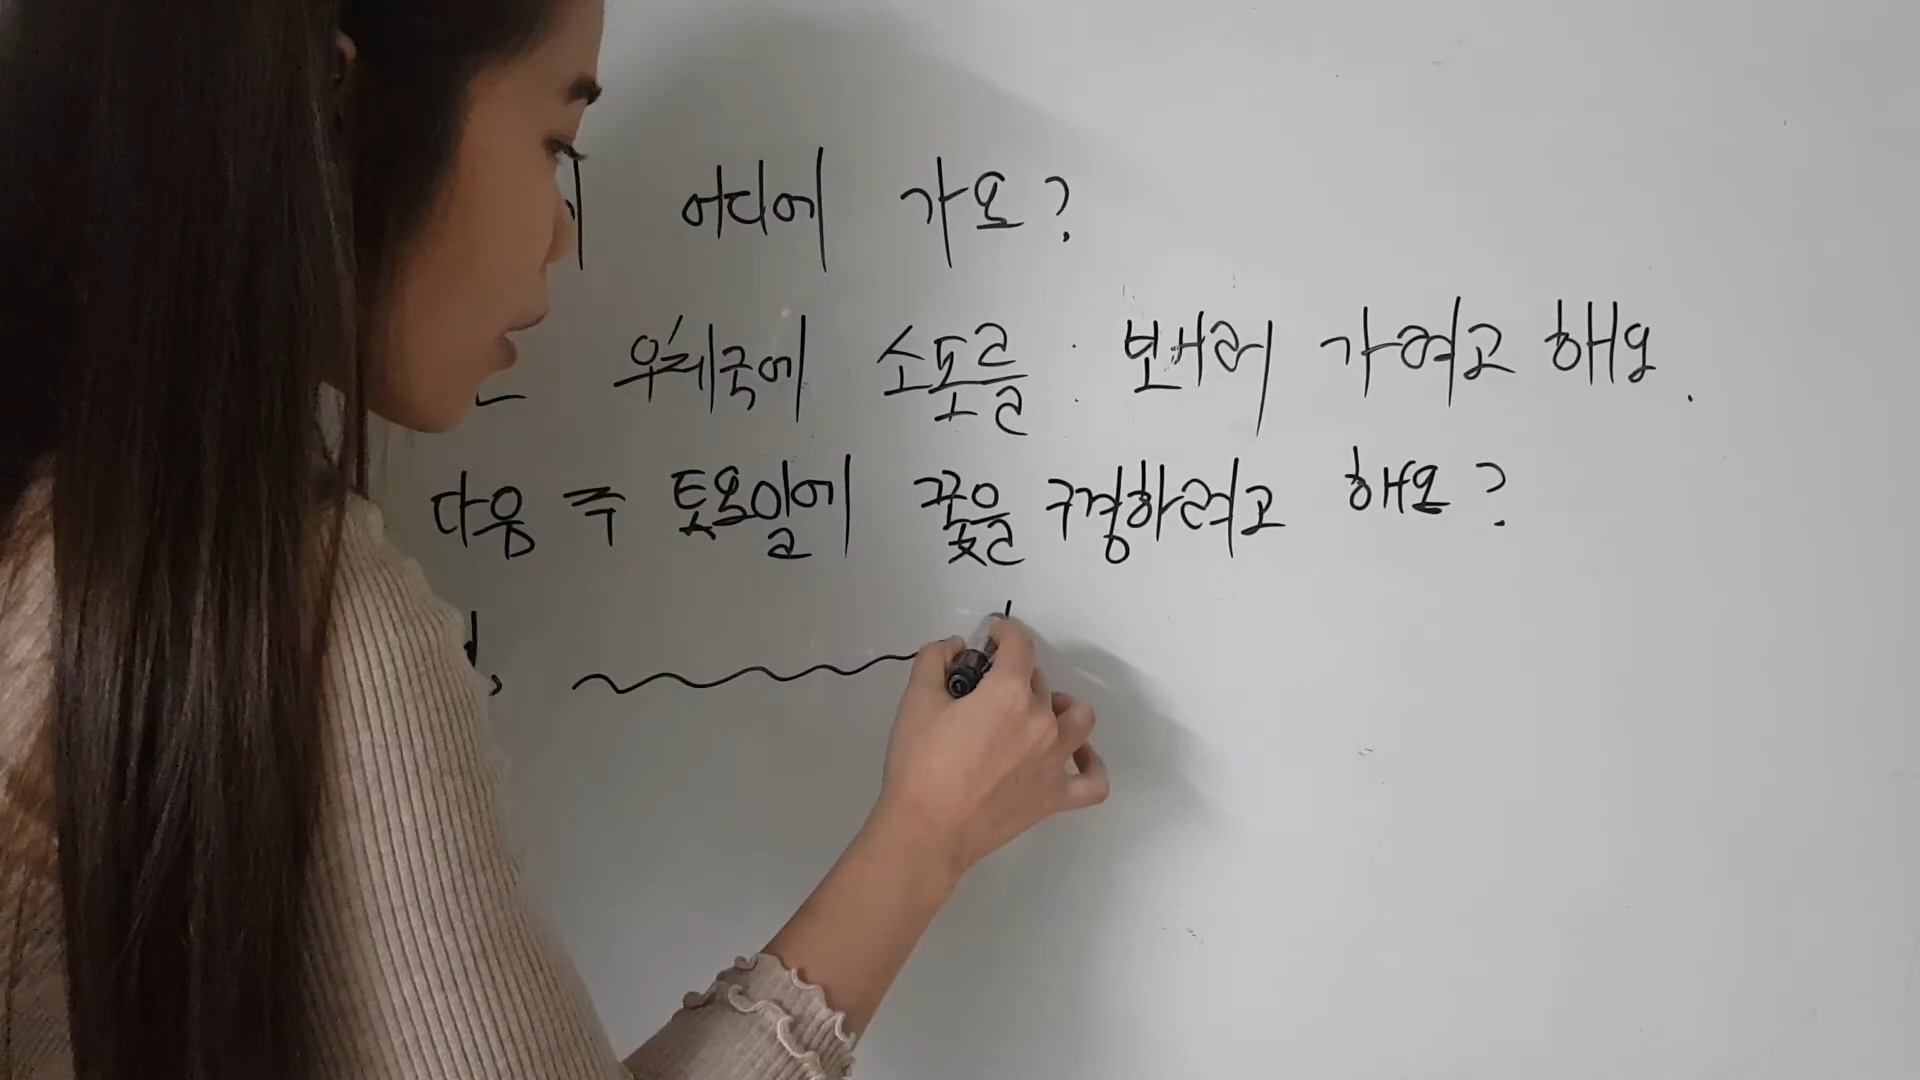 어디에 가요?
우체국에 소포를 보내러 가려고 해요.
다음 주 토요일에 꽃을 구경하려고 해요?